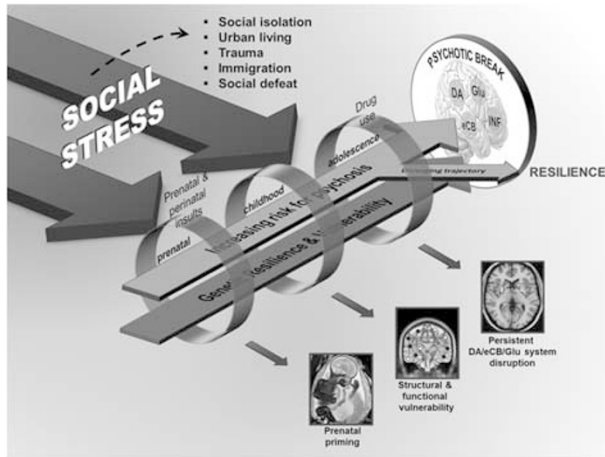 Social isolation
Urban living
Trauma
Immigration
Social defeat
SOCIAL
STRESS
PSYCHOTIC BREAK
DA
Glu
eCB
INF
Drug
use
adolescence
trajectory
RESILIENCE
Prenatal &
perinatal
insults
childhood
prenatal
Increasing risk for psychosis
Genetic Resilience & Vulnerability
Persistent
DA/eCB/Glu system
disruption
Structural &
functional
vulnerability
Prenatal
priming